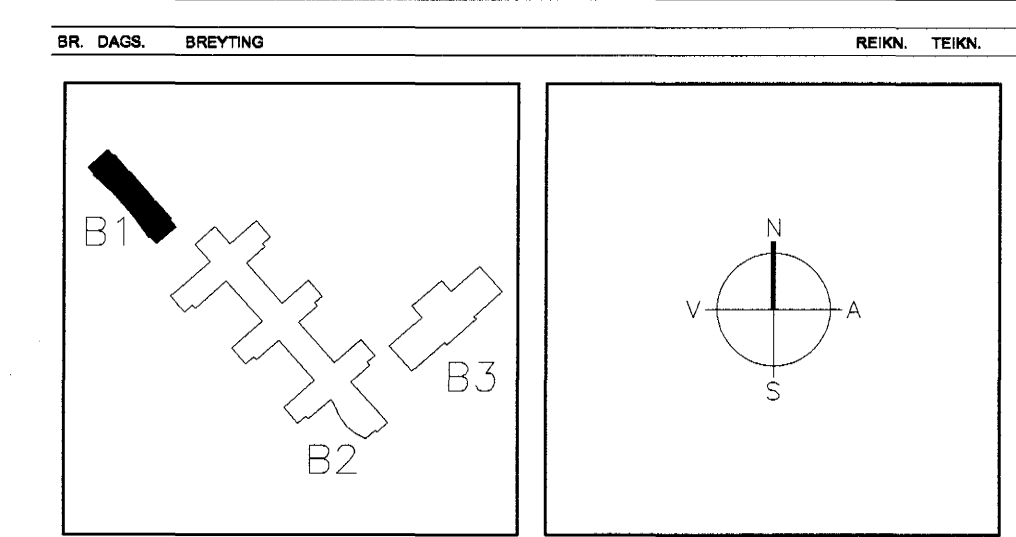 BR. DAGS. BREYTING REIKN. TEIKN.
B1
B2
B3
N
V A
S